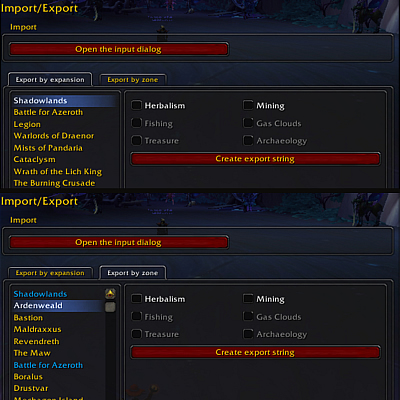 Import/Export
Import
Open the input dialog
Export by expansion Export by zone
Shadowlands
Battle for Azeroth
Legion
Warlords of Draenor
Mists of Pandaria
Cataclysm
Wrath of the Lich King
The Burning Crusade
Herbalism Mining
Fishing Gas Clouds
Treasure Archaeology
Create export string
Import/Export
Import
Open the input dialog
Export by expansion Export by zone
Shadowlands
Ardenweald
Bastion
Maldraxxus
Revendreth
The Maw
Battle for Azeroth
Boralus
Drustvar
Mechagon Island
Herbalism Mining
Fishing Gas Clouds
Treasure Archaeology
Create export string